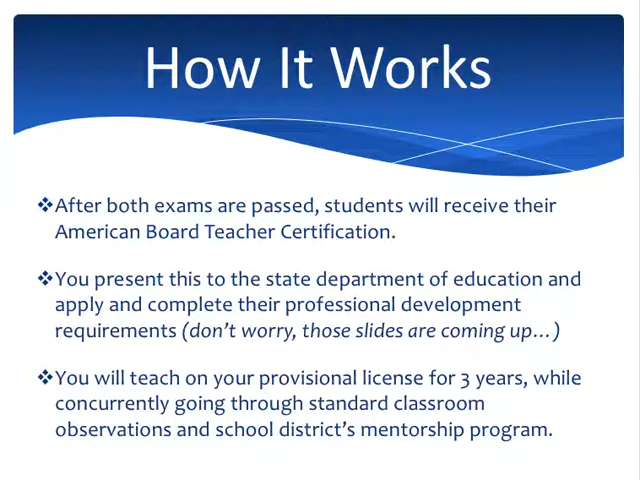 How It Works
❖After both exams are passed, students will receive their
American Board Teacher Certification.
❖You present this to the state department of education and
apply and complete their professional development
requirements (don't worry, those slides are coming up…)
❖You will teach on your provisional license for 3 years, while
concurrently going through standard classroom
observations and school district's mentorship program.